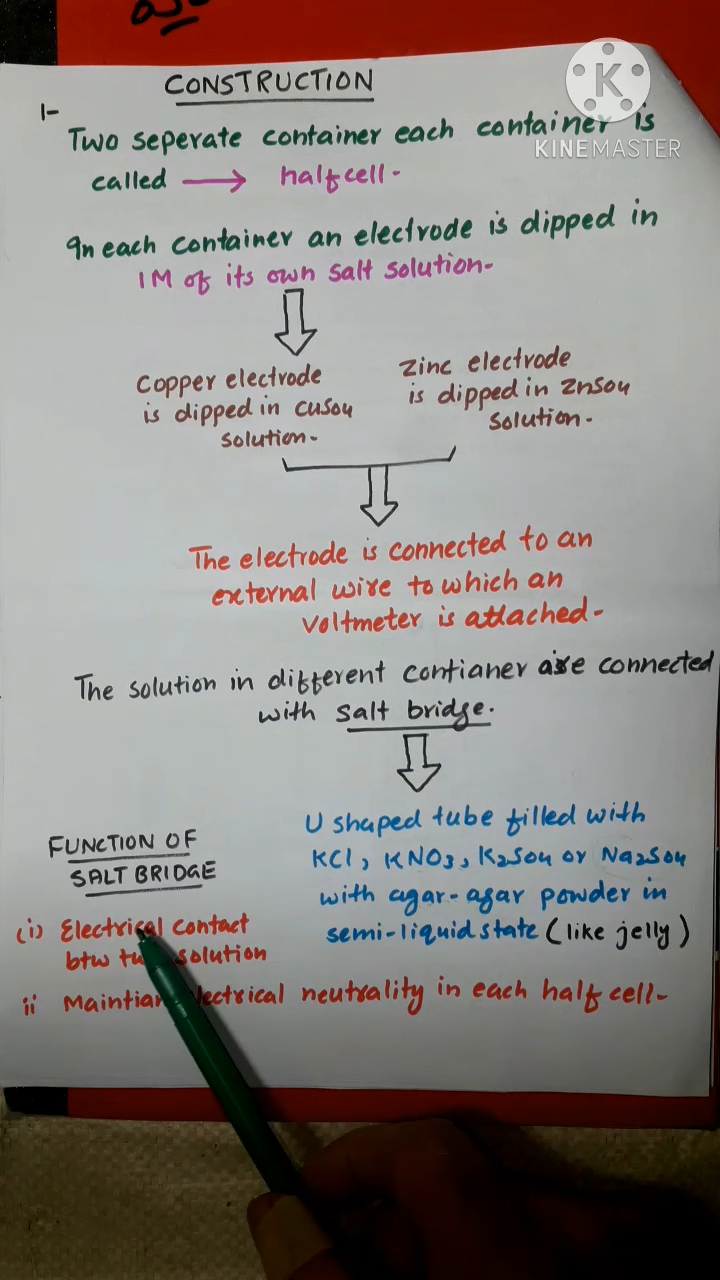 CONSTRUCTION
K
KINEMASTER
1-
Two seperate container each container is
called → halfcell-
In each container an electrode is dipped in
1M of its own salt solution-
Copper electrode
is dipped in cuso4
solution-
Zinc electrode
is dipped in znso4
solution-
The electrode is connected to an
external wire to which an
voltmeter is attached-
The solution in different contianer are connected
with salt bridge.
U shaped tube filled with
KCl, KNO3, K2SO4 or Na2SO4
with agar-agar powder in
semi-liquid state (like jelly)
FUNCTION OF
SALT BRIDGE
(i) Electrical contact
btw solution
ii Maintian electrical neutrality in each half cell-